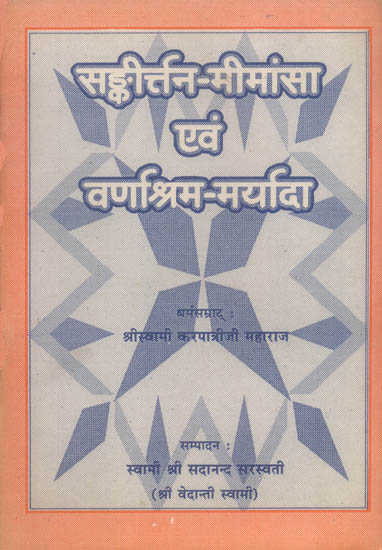 सङ्कीर्त्तन-मीमांसा
एवं
वर्णाश्रम-मर्यादा
धर्मसम्राट् :
श्रीस्वामी करपात्रीजी महाराज
सम्पादन :
स्वामी श्री सदानन्द सरस्वती
(श्री वेदान्ती स्वामी)